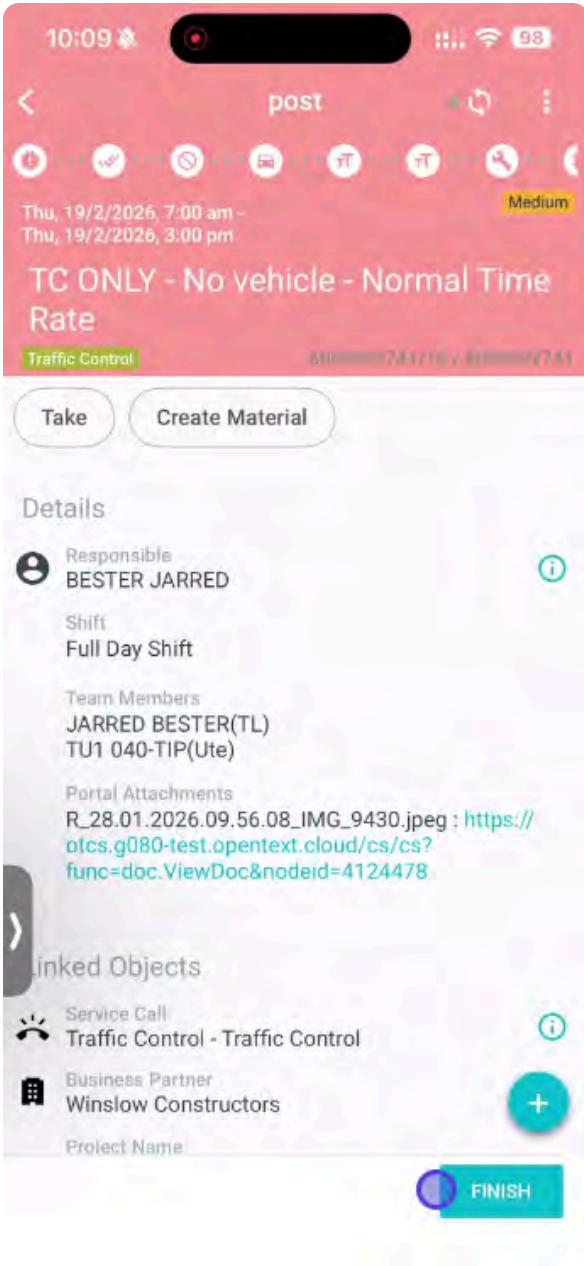 10:09
98
post
Medium
Thu, 19/2/2026, 7:00 am -
Thu, 19/2/2026, 3:00 pm
TC ONLY - No vehicle - Normal Time
Rate
Traffic Control
Take
Create Material
Details
Responsible
BESTER JARRED
Shift
Full Day Shift
Team Members
JARRED BESTER(TL)
TU1 040-TIP(Ute)
Portal Attachments
R_28.01.2026.09.56.08_IMG_9430.jpeg : https://
otcs.g080-test.opentext.cloud/cs/cs?
func=doc.ViewDoc&nodeid=4124478
inked Objects
Service Call
Traffic Control - Traffic Control
Business Partner
Winslow Constructors
Project Name
FINISH